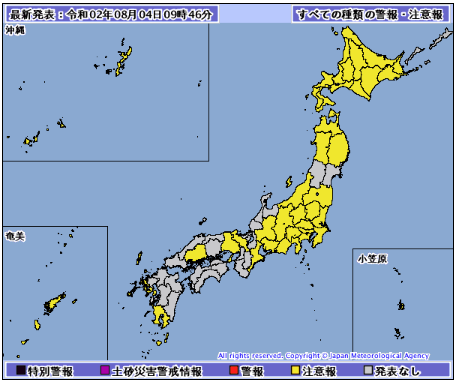 最新発表：令和02年08月04日09時46分
すべての種類の警報・注意報
沖縄
奄美
小笠原
All rights reserved. Copyright © Japan Meteorological Agency
特別警報 土砂災害警戒情報 警報 注意報 発表なし